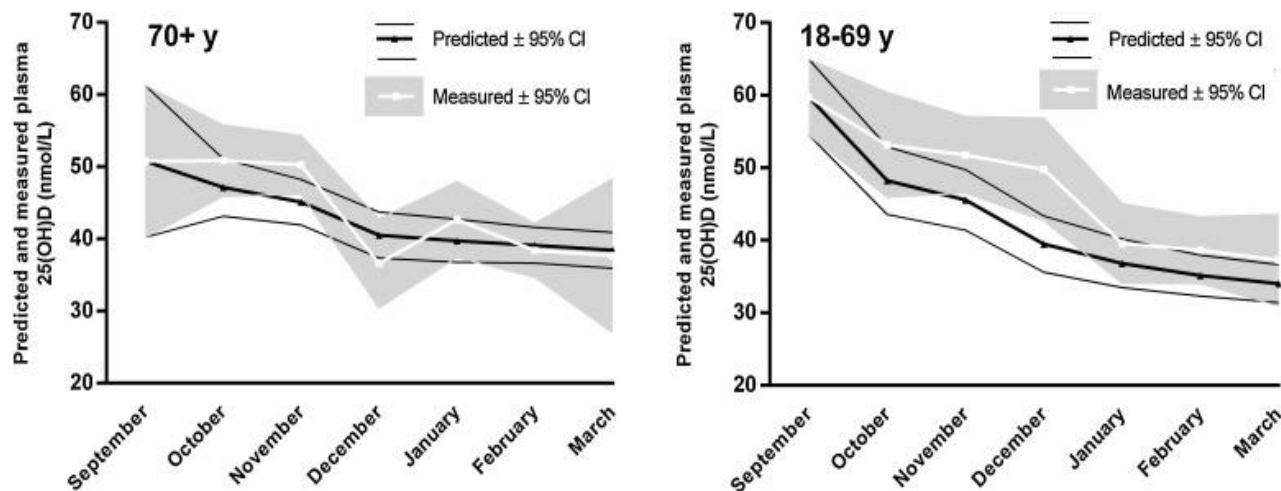 70+ y
Predicted ± 95% CI
Measured ± 95% CI
Predicted and measured plasma
25(OH)D (nmol/L)
70
60
50
40
30
20
September
October
November
December
January
February
March
18-69 y
Predicted ± 95% CI
Measured ± 95% CI
Predicted and measured plasma
25(OH)D (nmol/L)
70
60
50
40
30
20
September
October
November
December
January
February
March